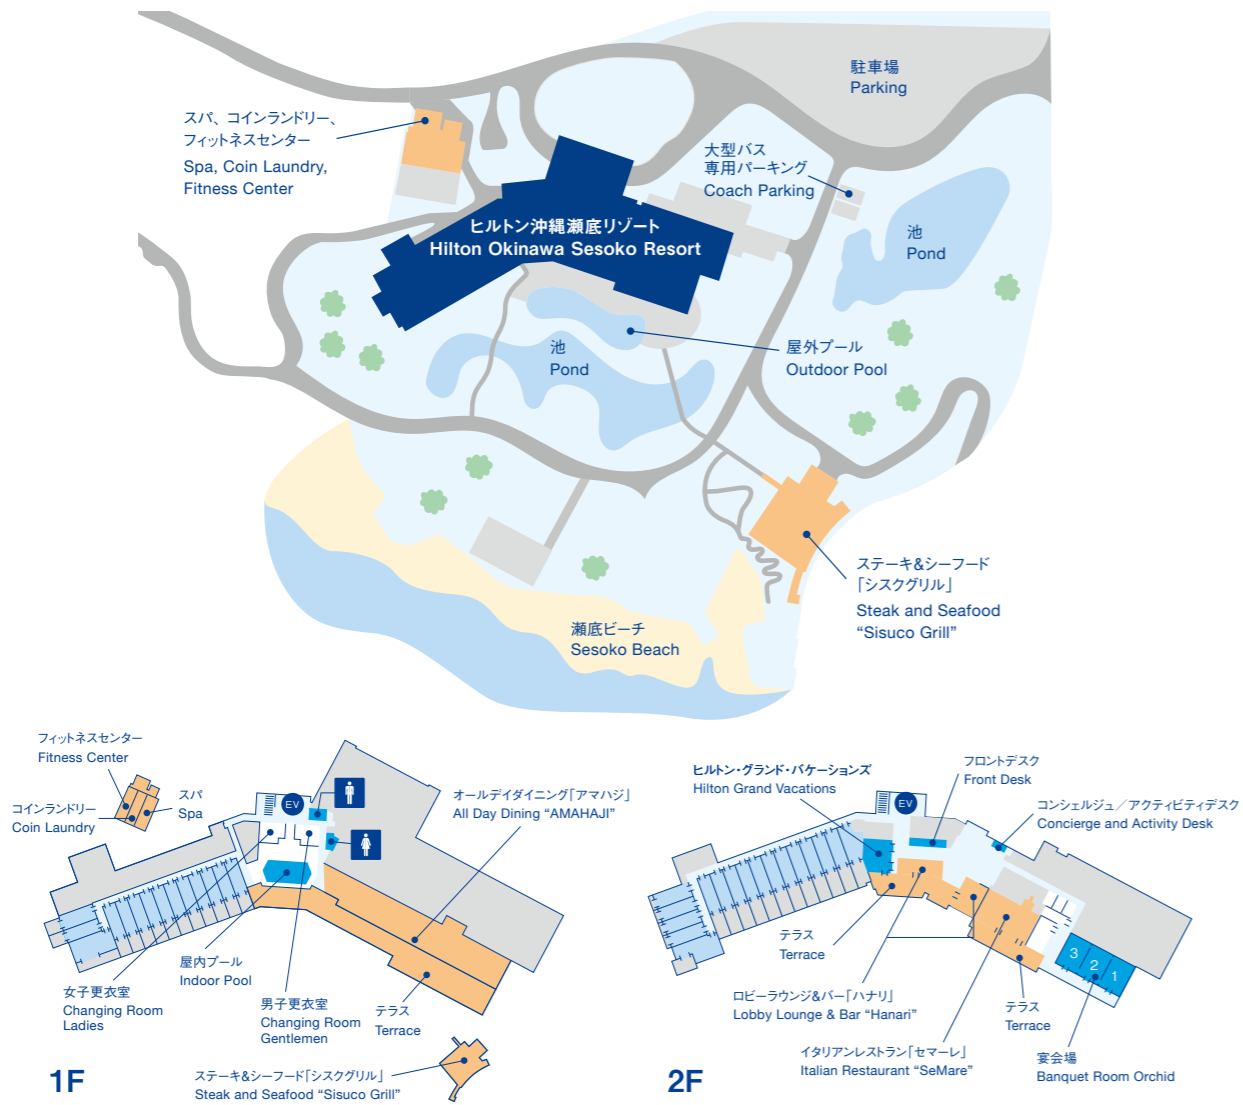 駐車場
Parking
スパ、コインランドリー、
フィットネスセンター
Spa, Coin Laundry,
Fitness Center
大型バス
専用パーキング
Coach Parking
ヒルトン沖縄瀬底リゾート
Hilton Okinawa Sesoko Resort
池
Pond
池
Pond
屋外プール
Outdoor Pool
ステーキ&シーフード
「シスクグリル」
Steak and Seafood
“Sisuco Grill”
瀬底ビーチ
Sesoko Beach
フィットネスセンター
Fitness Center
コインランドリー
Coin Laundry
スパ
Spa
EV
オールデイダイニング「アマハジ」
All Day Dining “AMAHAJI”
屋内プール
Indoor Pool
女子更衣室
Changing Room
Ladies
男子更衣室
Changing Room
Gentlemen
テラス
Terrace
ステーキ&シーフード「シスクグリル」
Steak and Seafood “Sisuco Grill”
1F
ヒルトン・グランド・バケーションズ
Hilton Grand Vacations
フロントデスク
Front Desk
コンシェルジュ／アクティビティデスク
Concierge and Activity Desk
EV
テラス
Terrace
3
2
1
ロビーラウンジ&バー「ハナリ」
Lobby Lounge & Bar “Hanari”
テラス
Terrace
イタリアンレストラン「セマーレ」
Italian Restaurant “SeMare”
宴会場
Banquet Room Orchid
2F